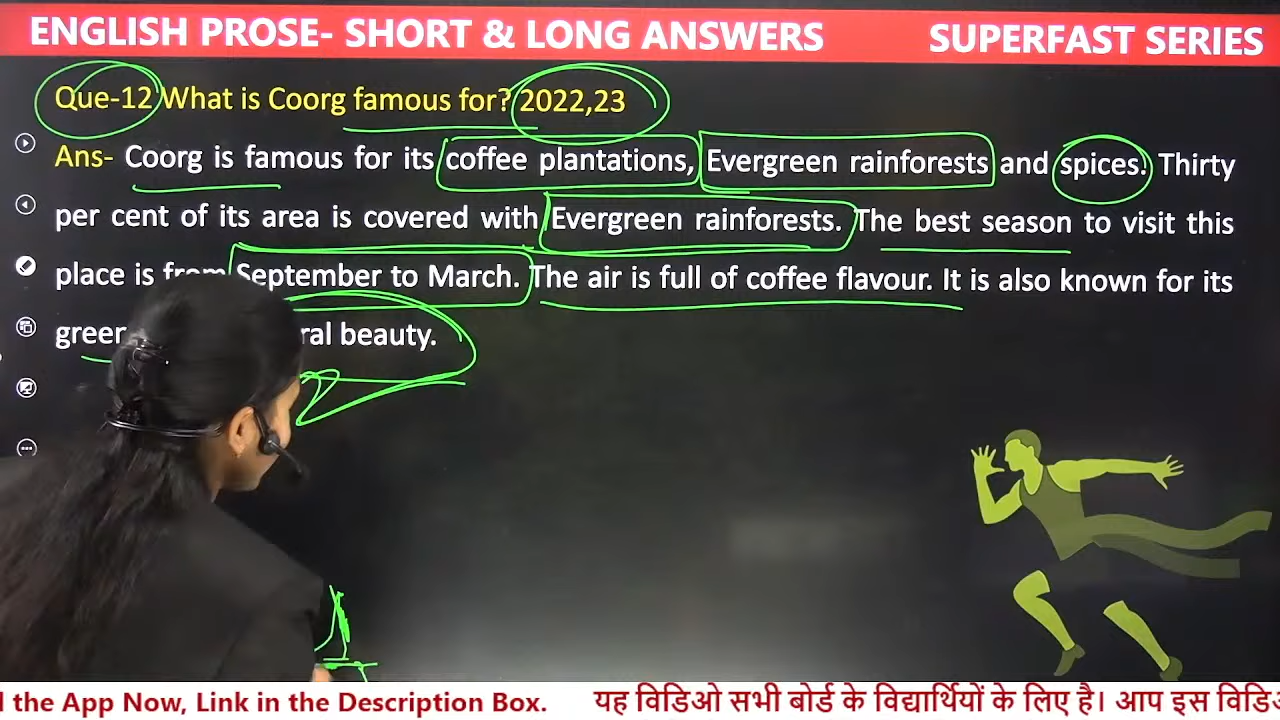 ENGLISH PROSE- SHORT & LONG ANSWERS SUPERFAST SERIES
Que-12 What is Coorg famous for? 2022,23
Ans- Coorg is famous for its coffee plantations, Evergreen rainforests and spices. Thirty
per cent of its area is covered with Evergreen rainforests. The best season to visit this
place is from September to March. The air is full of coffee flavour. It is also known for its
beauty.
the App Now, Link in the Description Box. यह विडिओ सभी बोर्ड के विद्यार्थियों के लिए है। आप इस